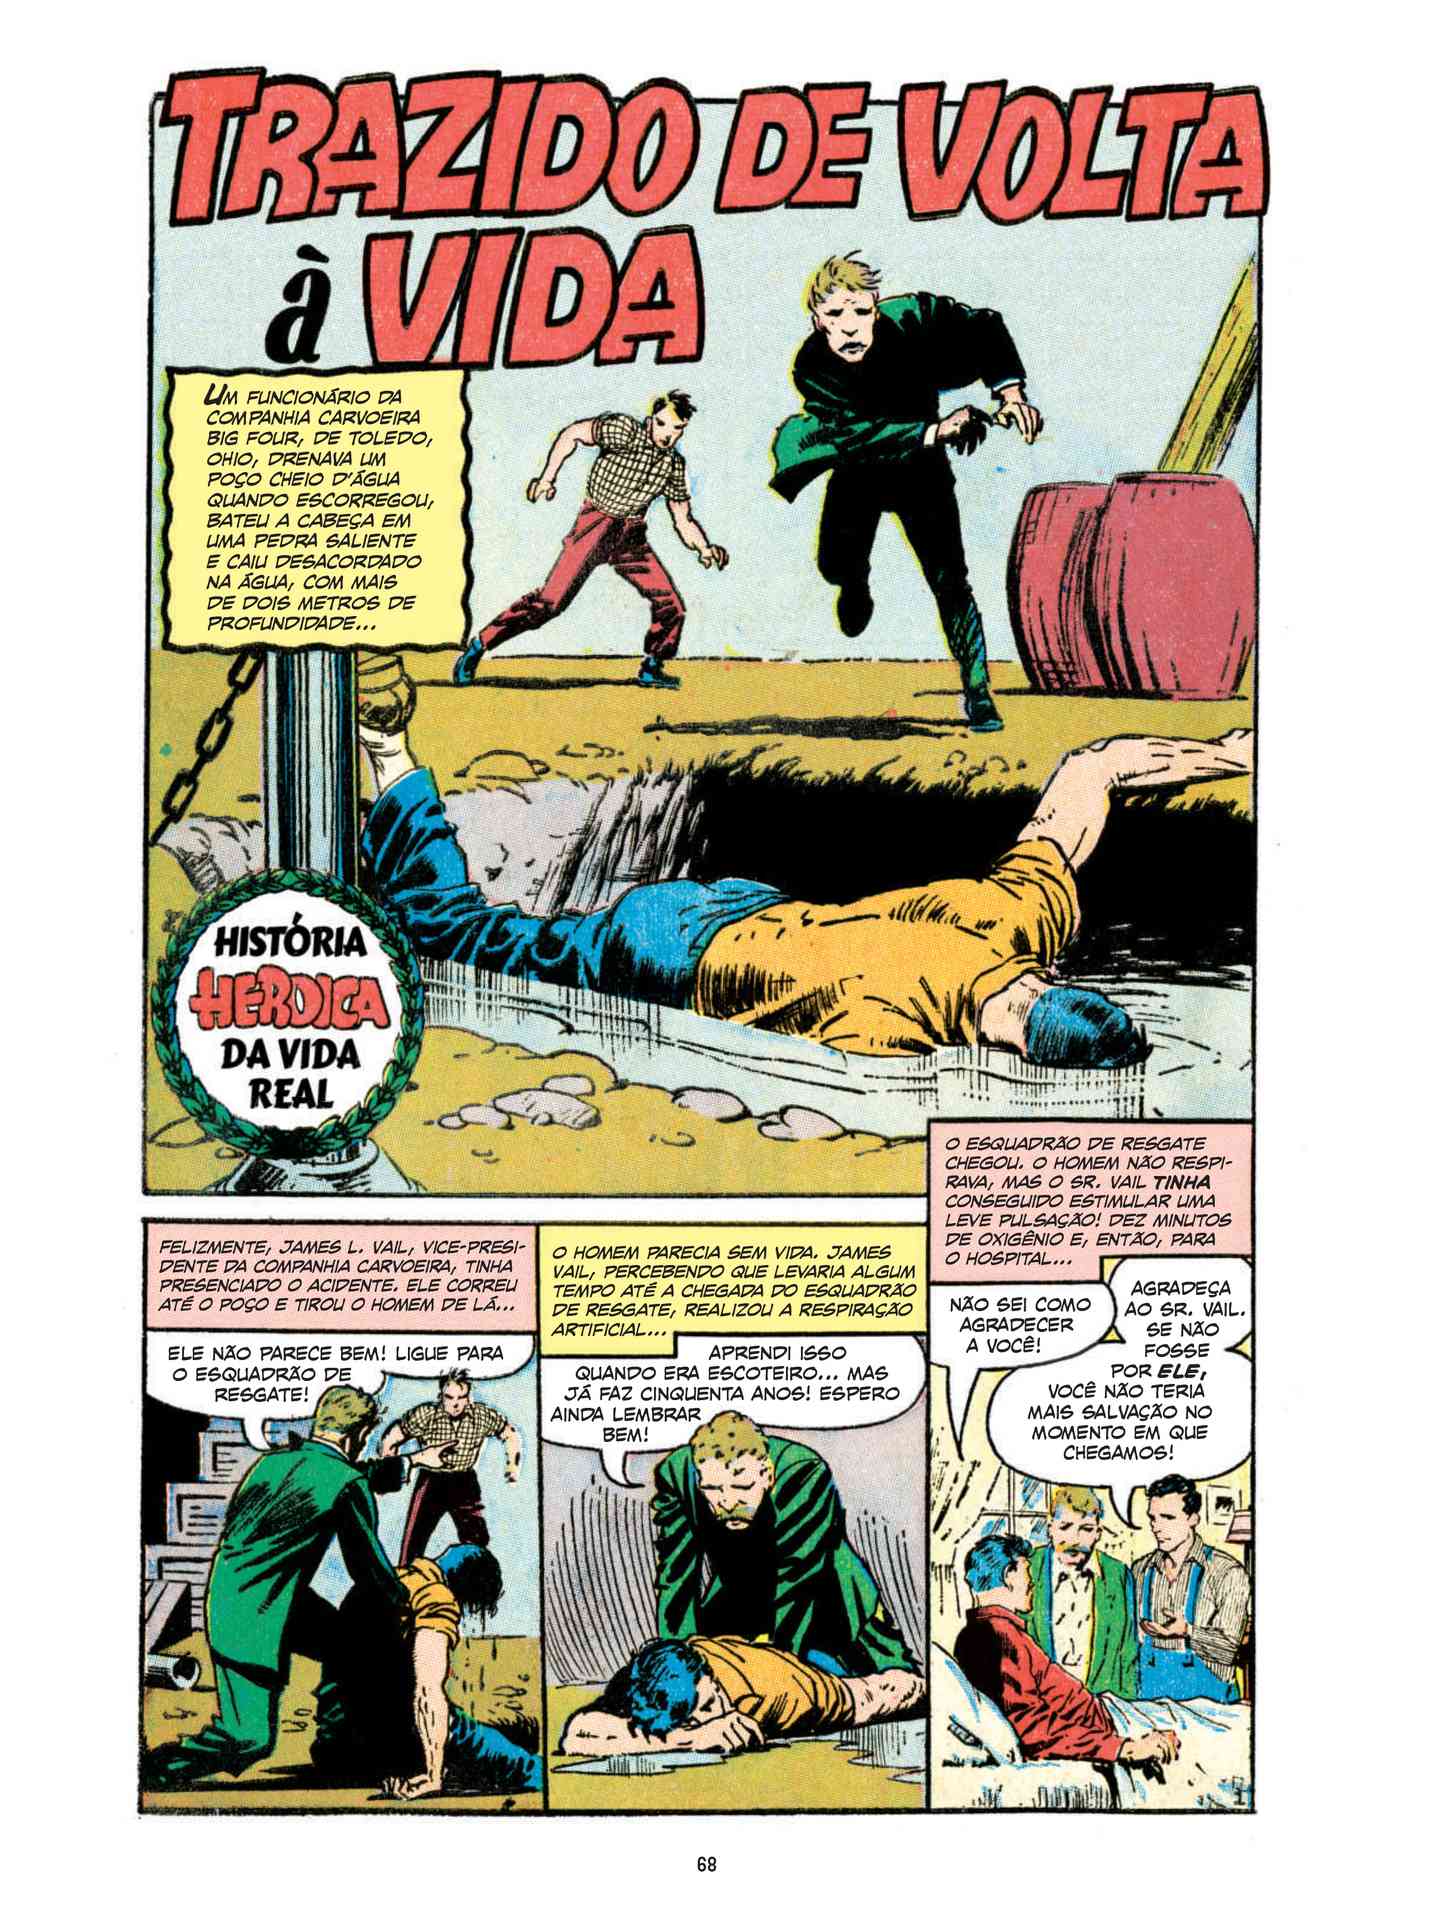 TRAZIDO DE VOLTA
à VIDA
UM FUNCIONÁRIO DA
COMPANHIA CARVOEIRA
BIG FOUR, DE TOLEDO,
OHIO, DRENAVA UM
POÇO CHEIO D'ÁGUA
QUANDO ESCORREGOU,
BATEU A CABEÇA EM
UMA PEDRA SALIENTE
E CAIU DESACORDADO
NA ÁGUA, COM MAIS
DE DOIS METROS DE
PROFUNDIDADE...
HISTÓRIA
HEROICA
DA VIDA
REAL
FELIZMENTE, JAMES L. VAIL, VICE-PRESI-
DENTE DA COMPANHIA CARVOEIRA, TINHA
PRESENCIADO O ACIDENTE. ELE CORREU
ATÉ O POÇO E TIROU O HOMEM DE LÁ...
ELE NÃO PARECE BEM! LIGUE PARA
O ESQUADRÃO DE
RESGATE!
O HOMEM PARECIA SEM VIDA. JAMES
VAIL, PERCEBENDO QUE LEVARIA ALGUM
TEMPO ATÉ A CHEGADA DO ESQUADRÃO
DE RESGATE, REALIZOU A RESPIRAÇÃO
ARTIFICIAL...
APRENDI ISSO
QUANDO ERA ESCOTEIRO... MAS
JÁ FAZ CINQUENTA ANOS! ESPERO
AINDA LEMBRAR
BEM!
O ESQUADRÃO DE RESGATE
CHEGOU. O HOMEM NÃO RESPI-
RAVA, MAS O SR. VAIL TINHA
CONSEGUIDO ESTIMULAR UMA
LEVE PULSAÇÃO! DEZ MINUTOS
DE OXIGÊNIO E, ENTÃO, PARA
O HOSPITAL...
NÃO SEI COMO
AGRADECER
A VOCÊ!
AGRADEÇA
AO SR. VAIL.
SE NÃO
FOSSE
POR ELE,
VOCÊ NÃO TERIA
MAIS SALVAÇÃO NO
MOMENTO EM QUE
CHEGAMOS!
1
68